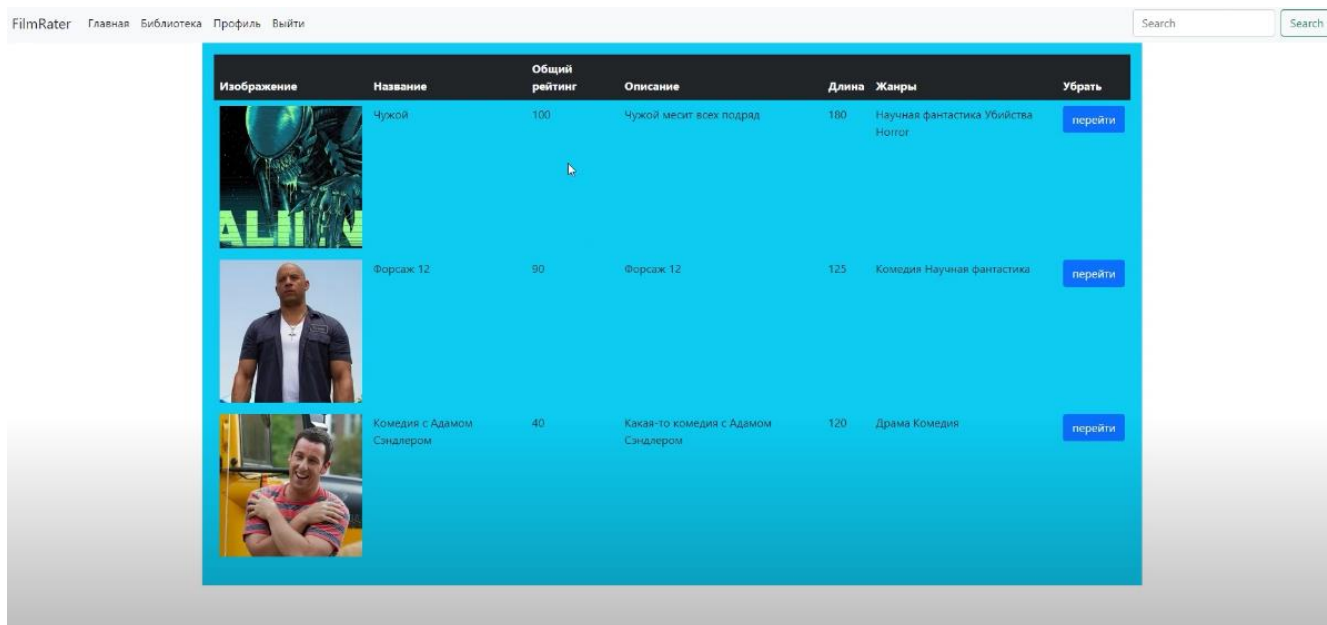 FilmRater Главная Библиотека Профиль Выйти Search Search
Общий
Изображение Название рейтинг Описание Длина Жанры Убрать
Чужой 100 Чужой месит всех подряд 180 Научная фантастика Убийства перейти
Horror
ALIEN
Форсаж 12 90 Форсаж 12 125 Комедия Научная фантастика перейти
Комедия с Адамом 40 Какая-то комедия с Адамом 120 Драма Комедия перейти
Сэндлером Сэндлером